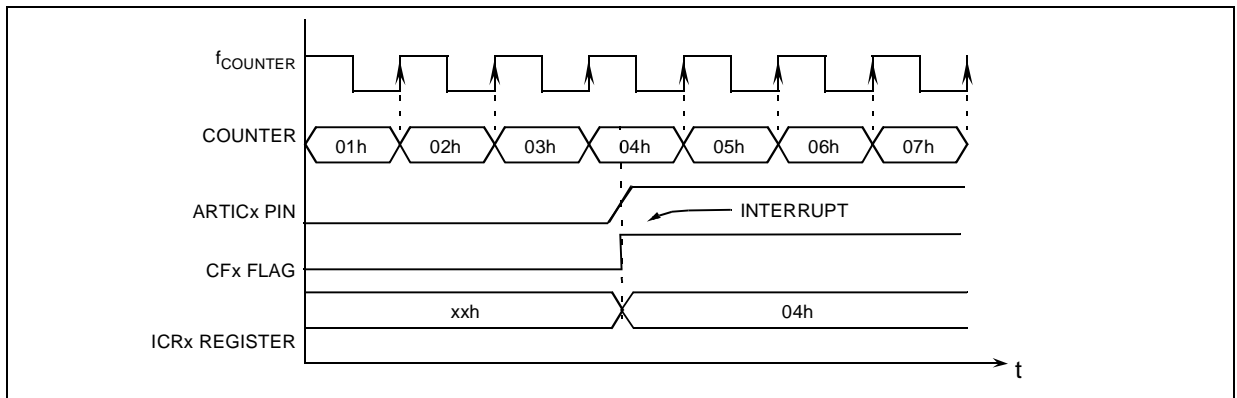 fCOUNTER
COUNTER 01h 02h 03h 04h 05h 06h 07h
ARTICx PIN INTERRUPT
CFx FLAG
xxh 04h
ICRx REGISTER
t